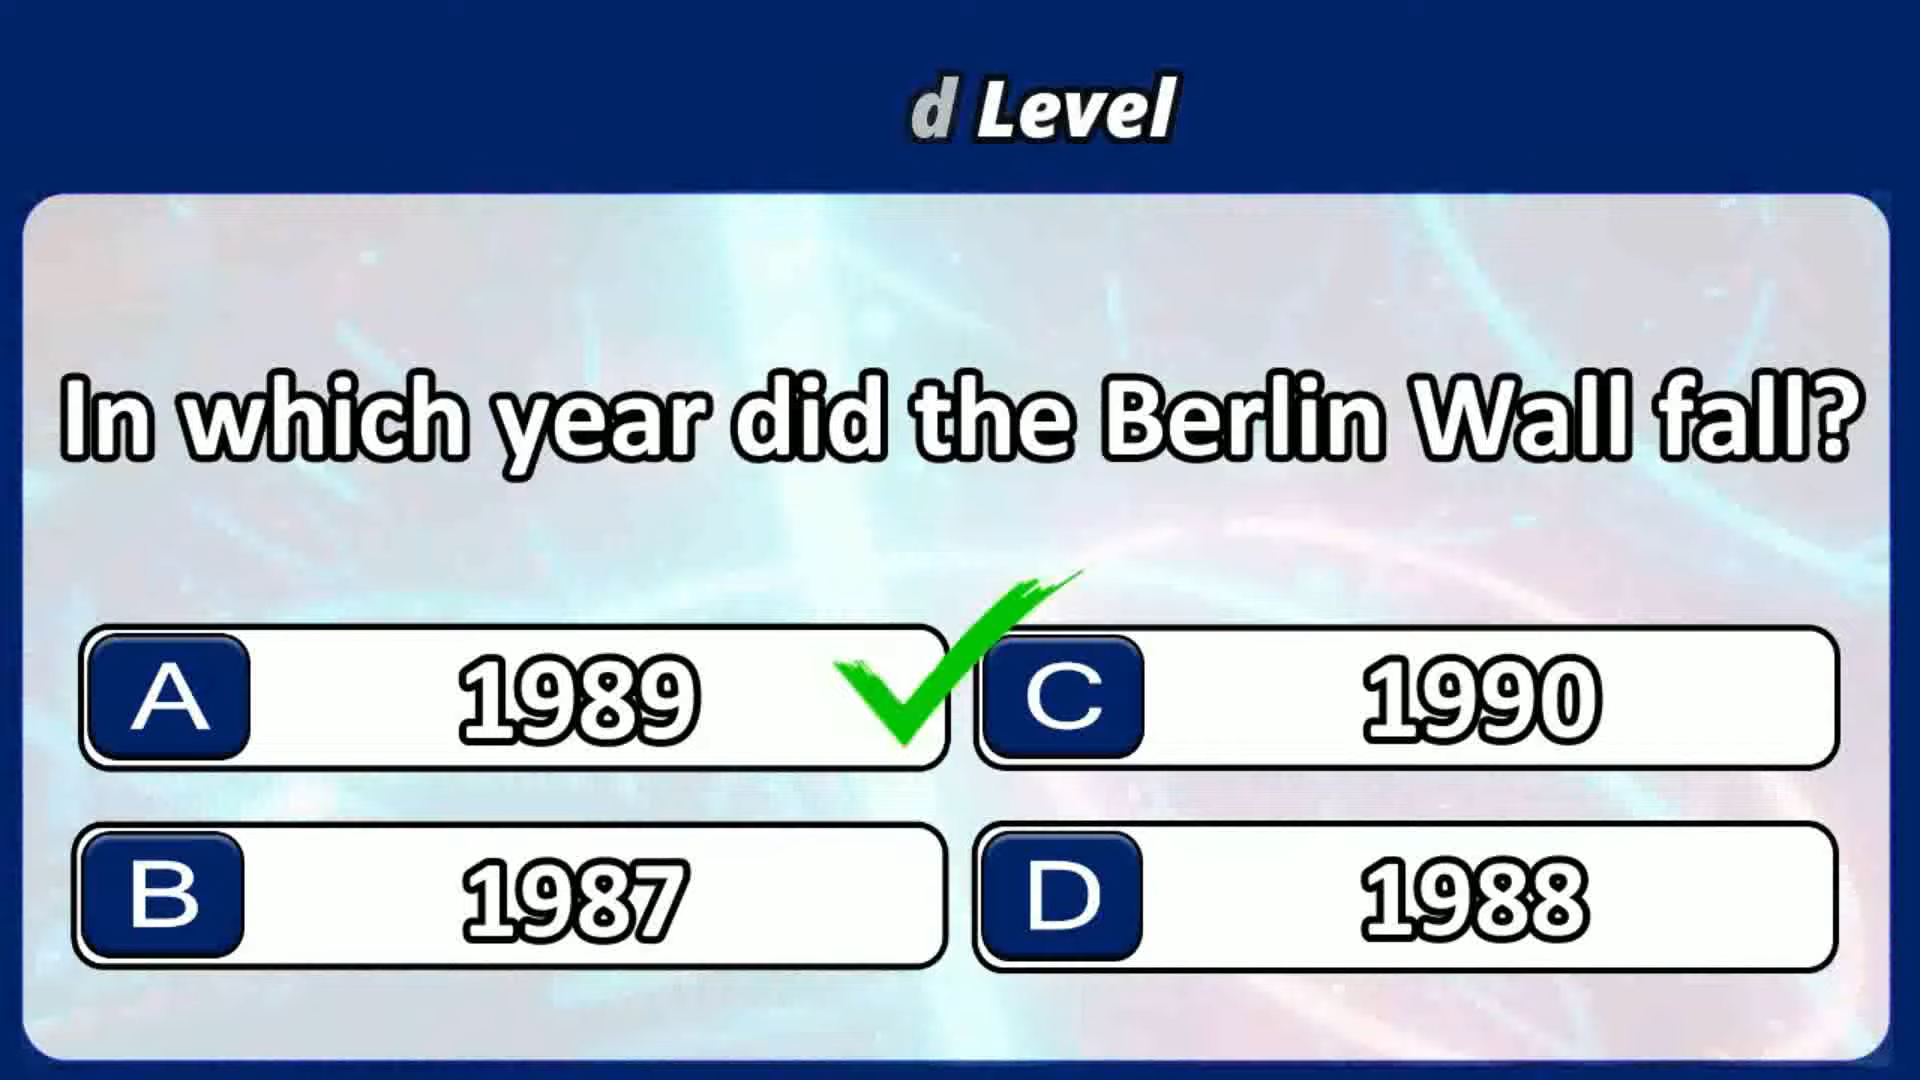 d Level
In which year did the Berlin Wall fall?
A 1989
C 1990
B 1987
D 1988